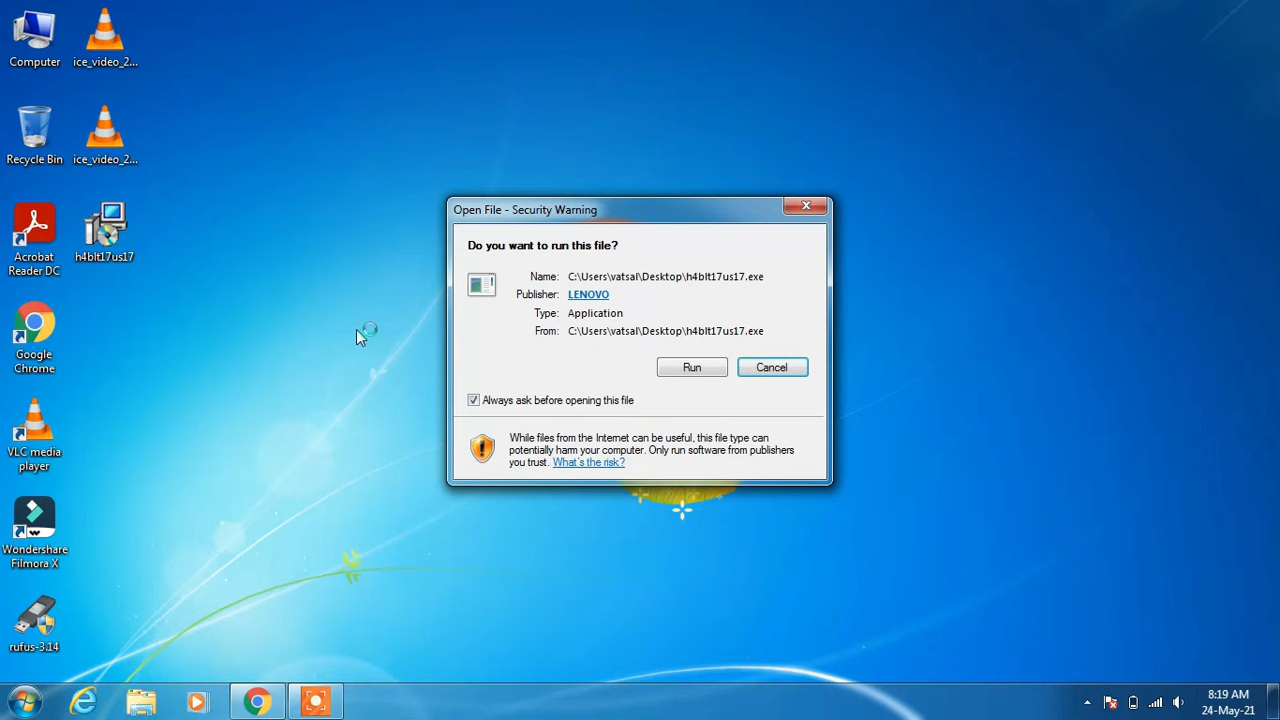 Computer
ice_video_2...
Recycle Bin
ice_video_2...
Acrobat
Reader DC
h4blt17us17
Google
Chrome
VLC media
player
Wondershare
Filmora X
rufus-3.14
Open File - Security Warning
Do you want to run this file?
Name: C:\Users\vatsal\Desktop\h4blt17us17.exe
Publisher: LENOVO
Type: Application
From: C:\Users\vatsal\Desktop\h4blt17us17.exe
Run Cancel
Always ask before opening this file
While files from the Internet can be useful, this file type can
potentially harm your computer. Only run software from publishers
you trust. What's the risk?
8:19 AM
24-May-21